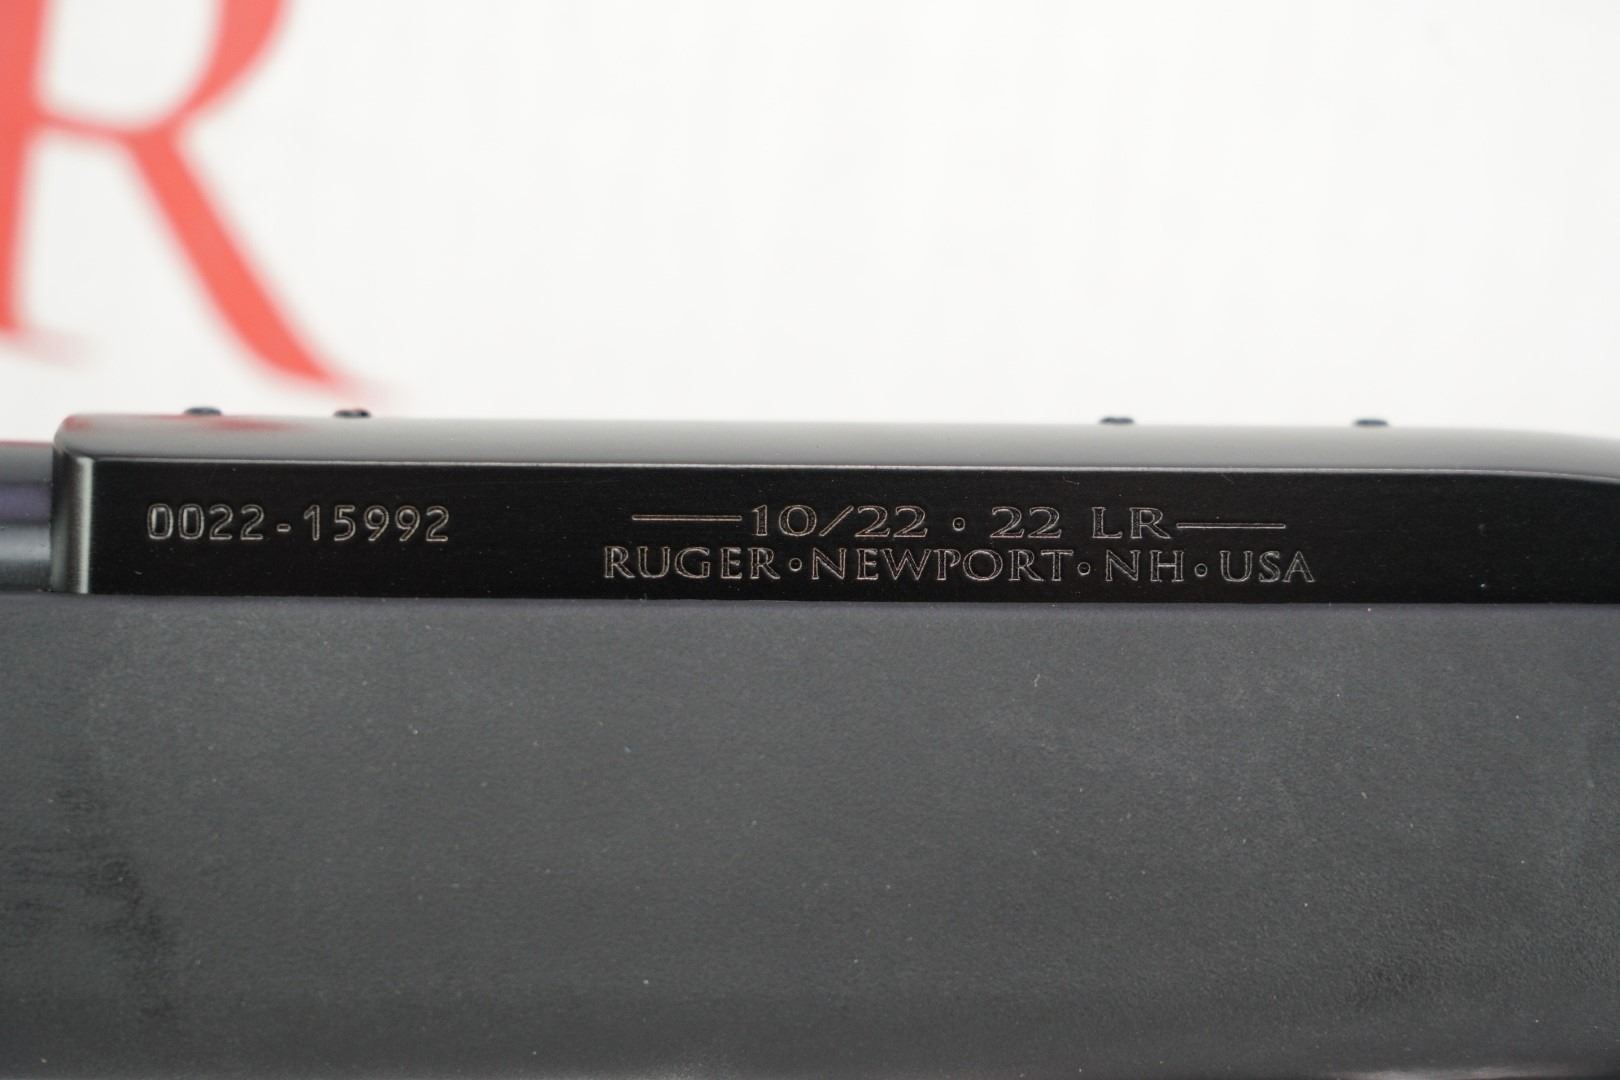 R
0022-15992
10/22 • 22 LR
RUGER•NEWPORT•NH•USA